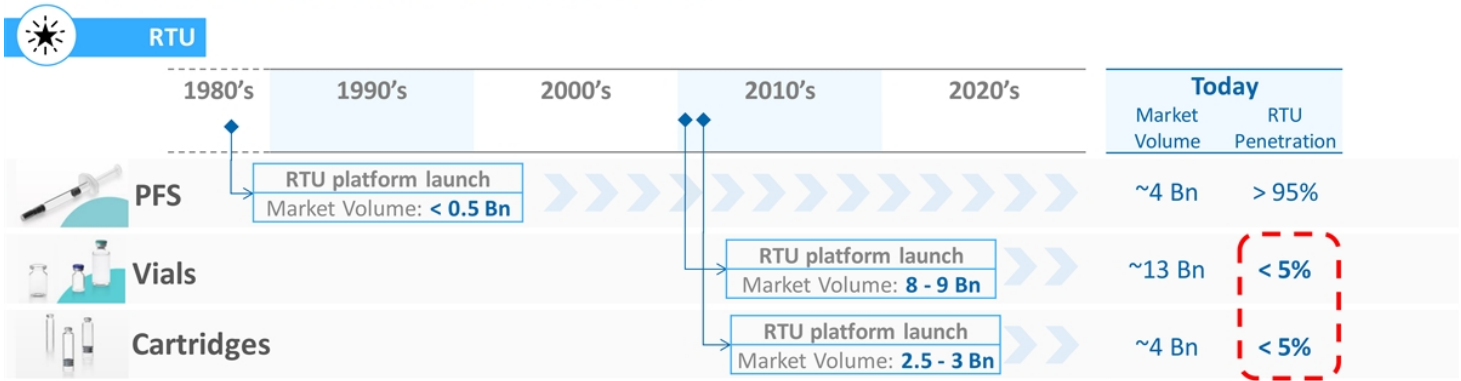 RTU
1980's 1990's 2000's 2010's 2020's
Today
Market Volume
RTU Penetration
PFS
RTU platform launch
Market Volume: < 0.5 Bn
~4 Bn
> 95%
Vials
RTU platform launch
Market Volume: 8 - 9 Bn
~13 Bn
< 5%
Cartridges
RTU platform launch
Market Volume: 2.5 - 3 Bn
~4 Bn
< 5%